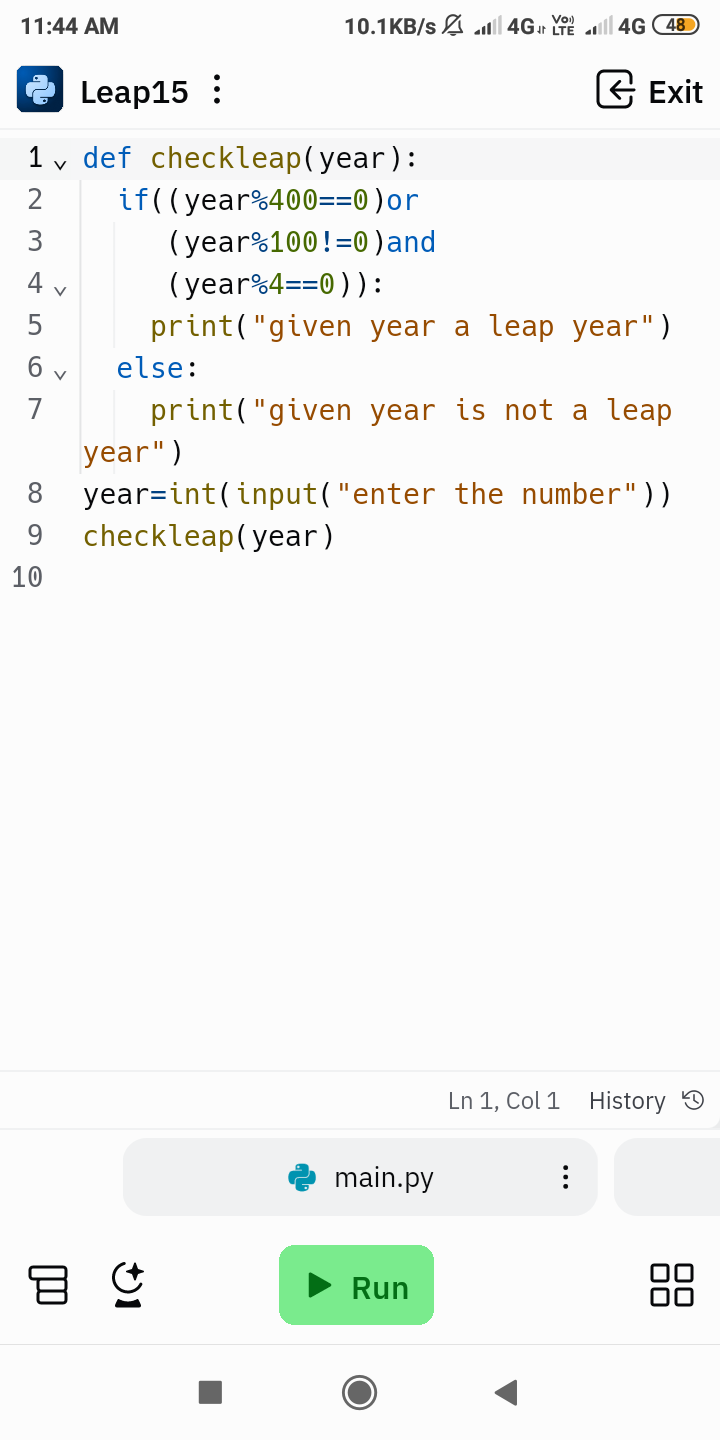 11:44 AM 10.1KB/s 4G Vo) LTE 4G 48
Leap15 Exit
1 def checkleap(year):
2   if((year%400==0)or
3      (year%100!=0)and
4      (year%4==0)):
5     print("given year a leap year")
6   else:
7     print("given year is not a leap
year")
8 year=int(input("enter the number"))
9 checkleap(year)
10
Ln 1, Col 1 History
main.py
Run